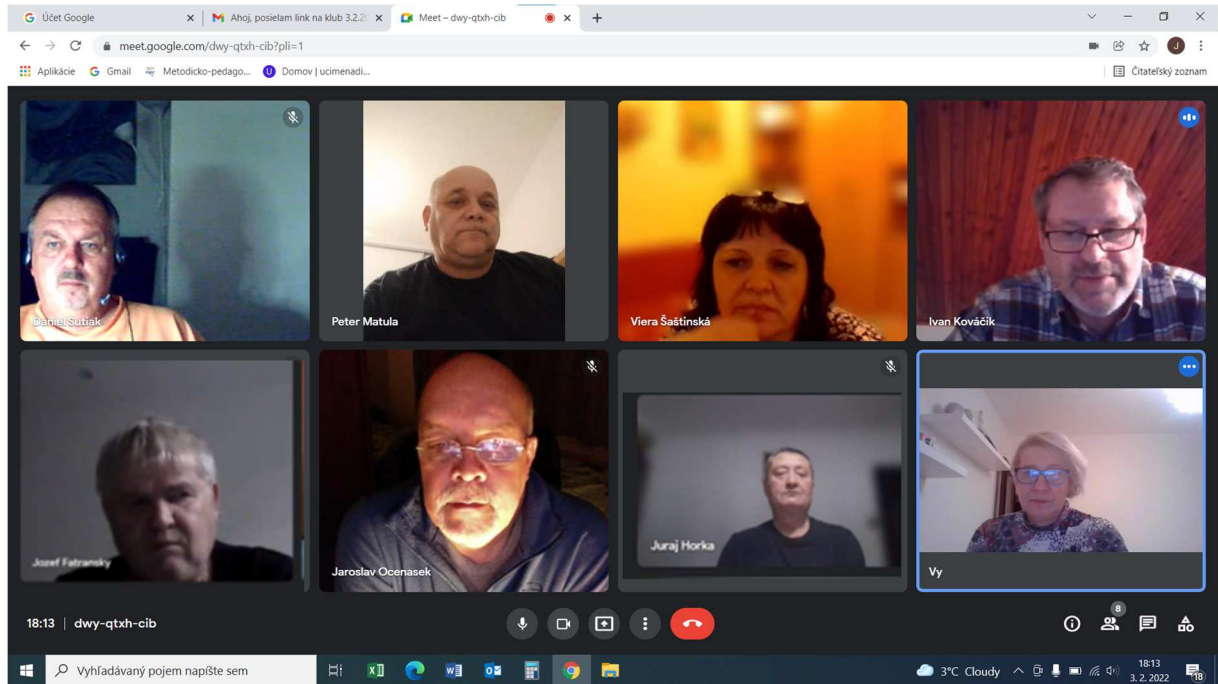 Účet Google
Ahoj, posielam link na klub 3.2.20
Meet – dwy-qtxh-cib
meet.google.com/dwy-qtxh-cib?pli=1
J
Aplikácie
Gmail
Metodicko-pedago...
Domov | ucimenadi...
Čitateľský zoznam
Daniel Sutiak
Peter Matula
Viera Šaštinská
Ivan Kováčik
Jozef Fatransky
Jaroslav Ocenasek
Juraj Horka
Vy
18:13 | dwy-qtxh-cib
8
Vyhľadávaný pojem napíšte sem
3°C Cloudy
18:13
3. 2. 2022
18